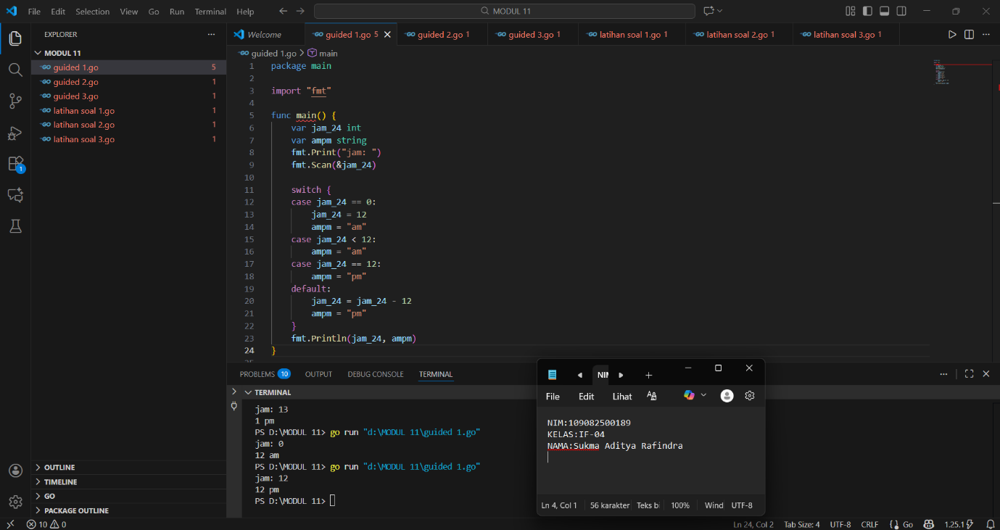 File Edit Selection View Go Run Terminal Help
MODUL 11
EXPLORER
MODUL 11
guided 1.go 5
guided 2.go 1
guided 3.go 1
latihan soal 1.go 1
latihan soal 2.go 1
latihan soal 3.go 1
1
OUTLINE
TIMELINE
GO
PACKAGE OUTLINE
Welcome
guided 1.go 5
guided 2.go 1
guided 3.go 1
latihan soal 1.go 1
latihan soal 2.go 1
latihan soal 3.go 1
guided 1.go > main
1 package main
2
3 import "fmt"
4
5 func main() {
6 var jam_24 int
7 var ampm string
8 fmt.Print("jam: ")
9 fmt.Scan(&jam_24)
10
11 switch {
12 case jam_24 == 0:
13 jam_24 = 12
14 ampm = "am"
15 case jam_24 < 12:
16 ampm = "am"
17 case jam_24 == 12:
18 ampm = "pm"
19 default:
20 jam_24 = jam_24 - 12
21 ampm = "pm"
22 }
23 fmt.Println(jam_24, ampm)
24 }
25
PROBLEMS 10 OUTPUT DEBUG CONSOLE TERMINAL
TERMINAL
jam: 13
1 pm
PS D:\MODUL 11> go run "d:\MODUL 11\guided 1.go"
jam: 0
12 am
PS D:\MODUL 11> go run "d:\MODUL 11\guided 1.go"
jam: 12
12 pm
PS D:\MODUL 11>
NIM
File Edit Lihat
NIM:109082500189
KELAS:IF-04
NAMA:Sukma Aditya Rafindra
Ln 4, Col 1 56 karakter Teks bi 100% Wind UTF-8
10 0 Ln 24, Col 2 Tab Size: 4 UTF-8 CRLF Go 1.25.1